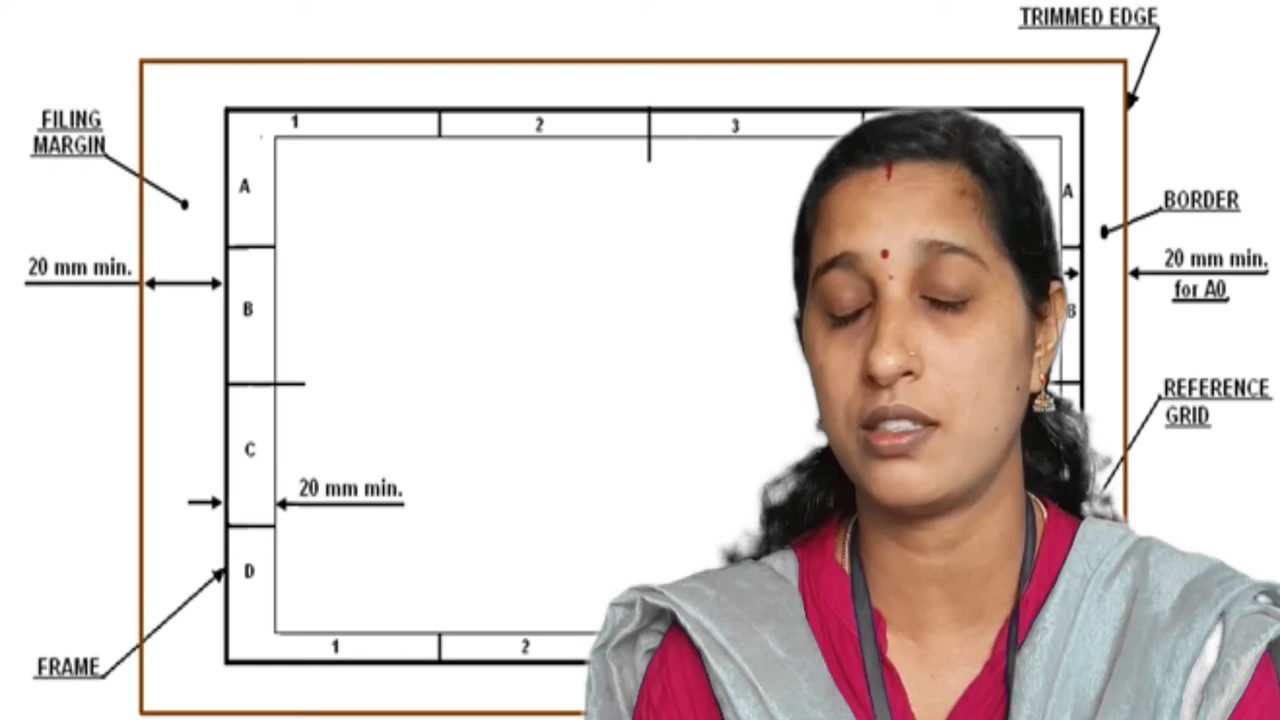 TRIMMED EDGE
FILING
MARGIN
1 2 3
A A
BORDER
20 mm min.
20 mm min.
for A0
B B
REFERENCE
GRID
C
20 mm min.
D
FRAME
1 2